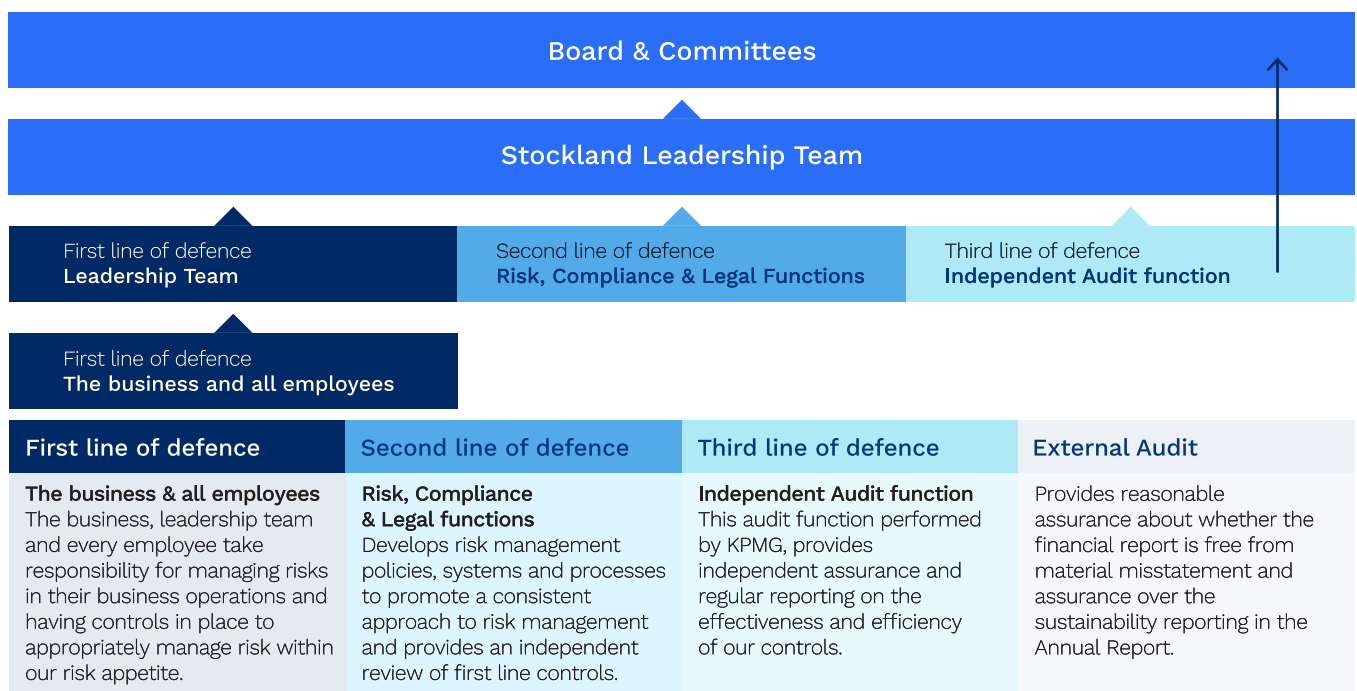 Board & Committees
Stockland Leadership Team
First line of defence
Leadership Team
Second line of defence
Risk, Compliance & Legal Functions
Third line of defence
Independent Audit function
First line of defence
The business and all employees
First line of defence
The business & all employees
The business, leadership team
and every employee take
responsibility for managing risks
in their business operations and
having controls in place to
appropriately manage risk within
our risk appetite.
Second line of defence
Risk, Compliance
& Legal functions
Develops risk management
policies, systems and processes
to promote a consistent
approach to risk management
and provides an independent
review of first line controls.
Third line of defence
Independent Audit function
This audit function performed
by KPMG, provides
independent assurance and
regular reporting on the
effectiveness and efficiency
of our controls.
External Audit
Provides reasonable
assurance about whether the
financial report is free from
material misstatement and
assurance over the
sustainability reporting in the
Annual Report.